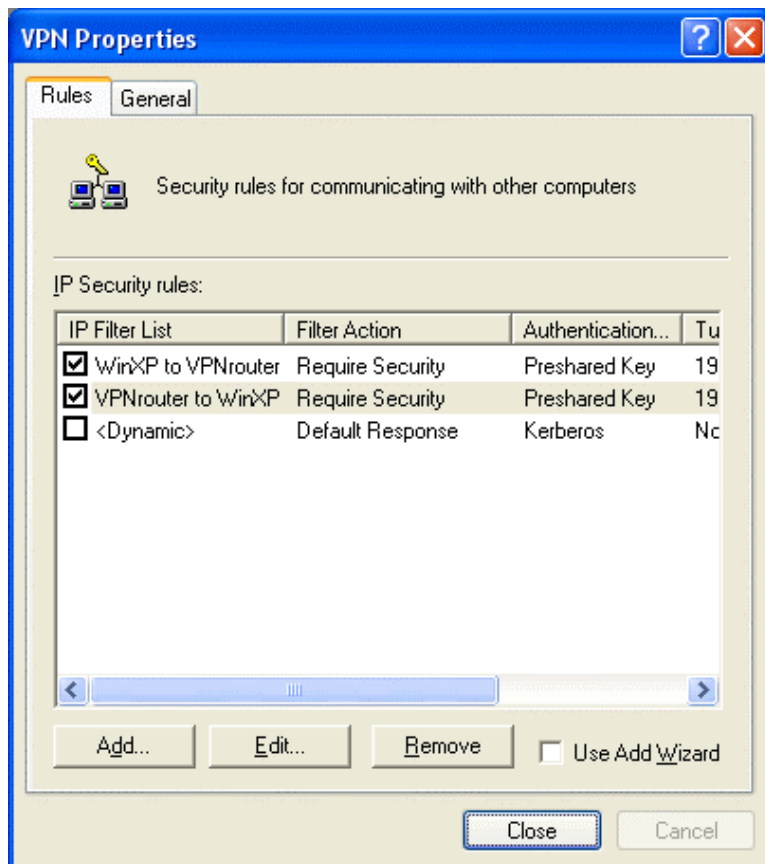 VPN Properties
Rules General
Security rules for communicating with other computers
IP Security rules:
IP Filter List Filter Action Authentication... Tu
WinXP to VPNrouter Require Security Preshared Key 19
VPNrouter to WinXP Require Security Preshared Key 19
<Dynamic> Default Response Kerberos No
Add... Edit... Remove Use Add Wizard
Close Cancel